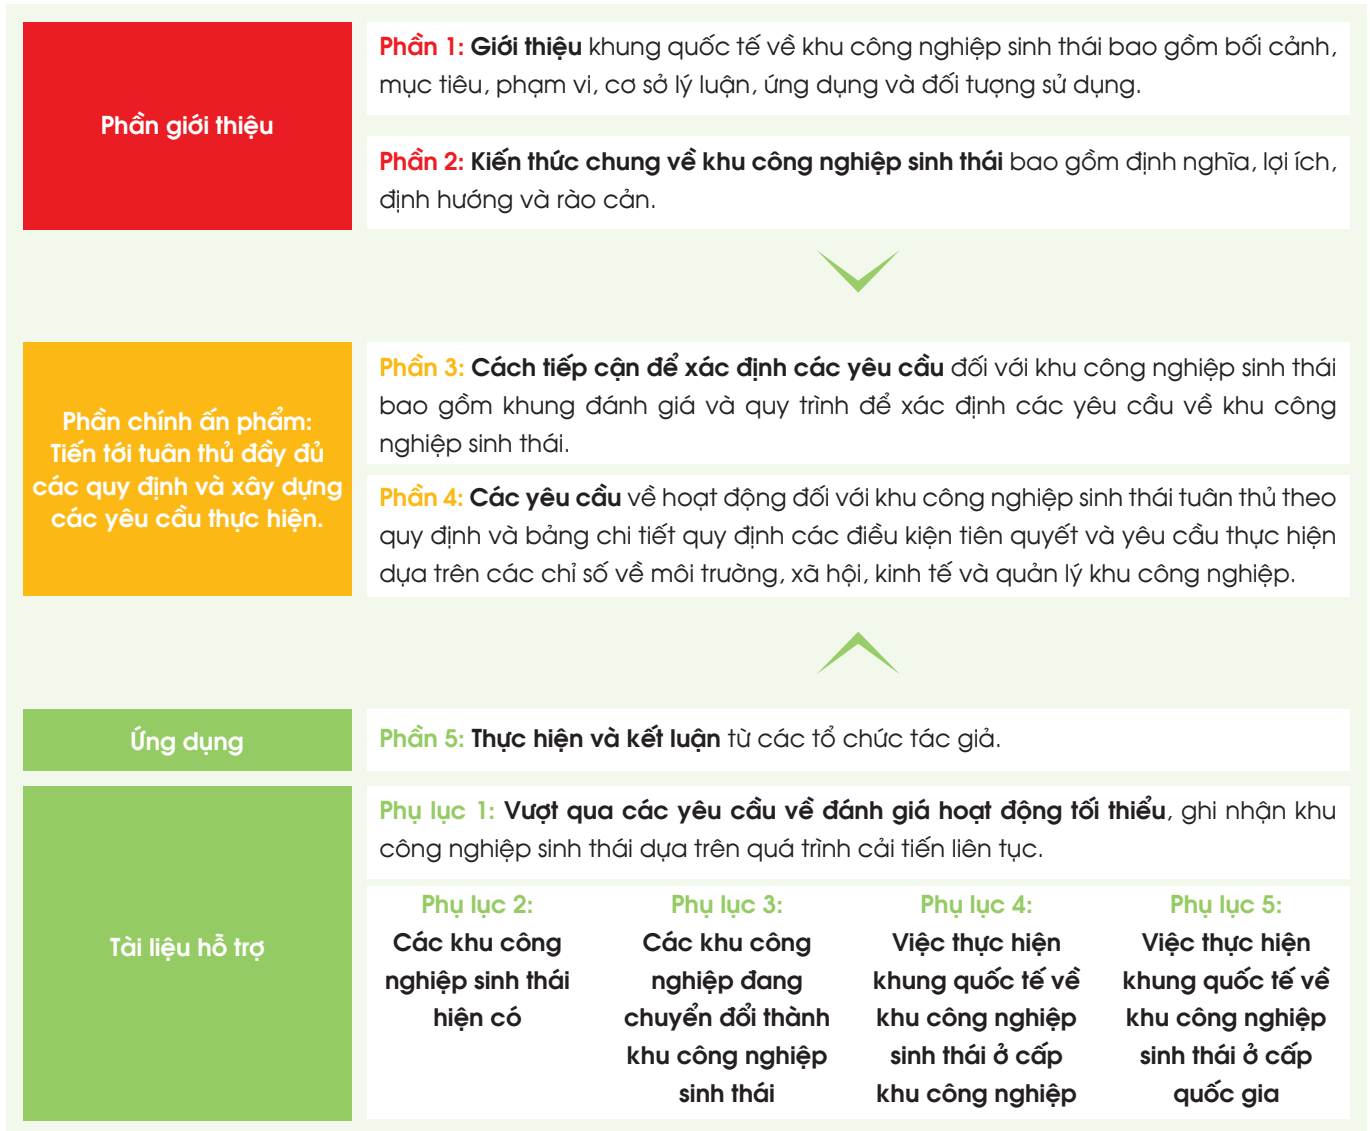 Phần giới thiệu
Phần 1: Giới thiệu khung quốc tế về khu công nghiệp sinh thái bao gồm bối cảnh,
mục tiêu, phạm vi, cơ sở lý luận, ứng dụng và đối tượng sử dụng.
Phần 2: Kiến thức chung về khu công nghiệp sinh thái bao gồm định nghĩa, lợi ích,
định hướng và rào cản.
Phần chính ấn phẩm:
Tiến tới tuân thủ đầy đủ
các quy định và xây dựng
các yêu cầu thực hiện.
Phần 3: Cách tiếp cận để xác định các yêu cầu đối với khu công nghiệp sinh thái
bao gồm khung đánh giá và quy trình để xác định các yêu cầu về khu công
nghiệp sinh thái.
Phần 4: Các yêu cầu về hoạt động đối với khu công nghiệp sinh thái tuân thủ theo
quy định và bảng chi tiết quy định các điều kiện tiên quyết và yêu cầu thực hiện
dựa trên các chỉ số về môi trường, xã hội, kinh tế và quản lý khu công nghiệp.
Ứng dụng
Phần 5: Thực hiện và kết luận từ các tổ chức tác giả.
Tài liệu hỗ trợ
Phụ lục 1: Vượt qua các yêu cầu về đánh giá hoạt động tối thiểu, ghi nhận khu
công nghiệp sinh thái dựa trên quá trình cải tiến liên tục.
Phụ lục 2:
Các khu công
nghiệp sinh thái
hiện có
Phụ lục 3:
Các khu công
nghiệp đang
chuyển đổi thành
khu công nghiệp
sinh thái
Phụ lục 4:
Việc thực hiện
khung quốc tế về
khu công nghiệp
sinh thái ở cấp
khu công nghiệp
Phụ lục 5:
Việc thực hiện
khung quốc tế về
khu công nghiệp
sinh thái ở cấp
quốc gia